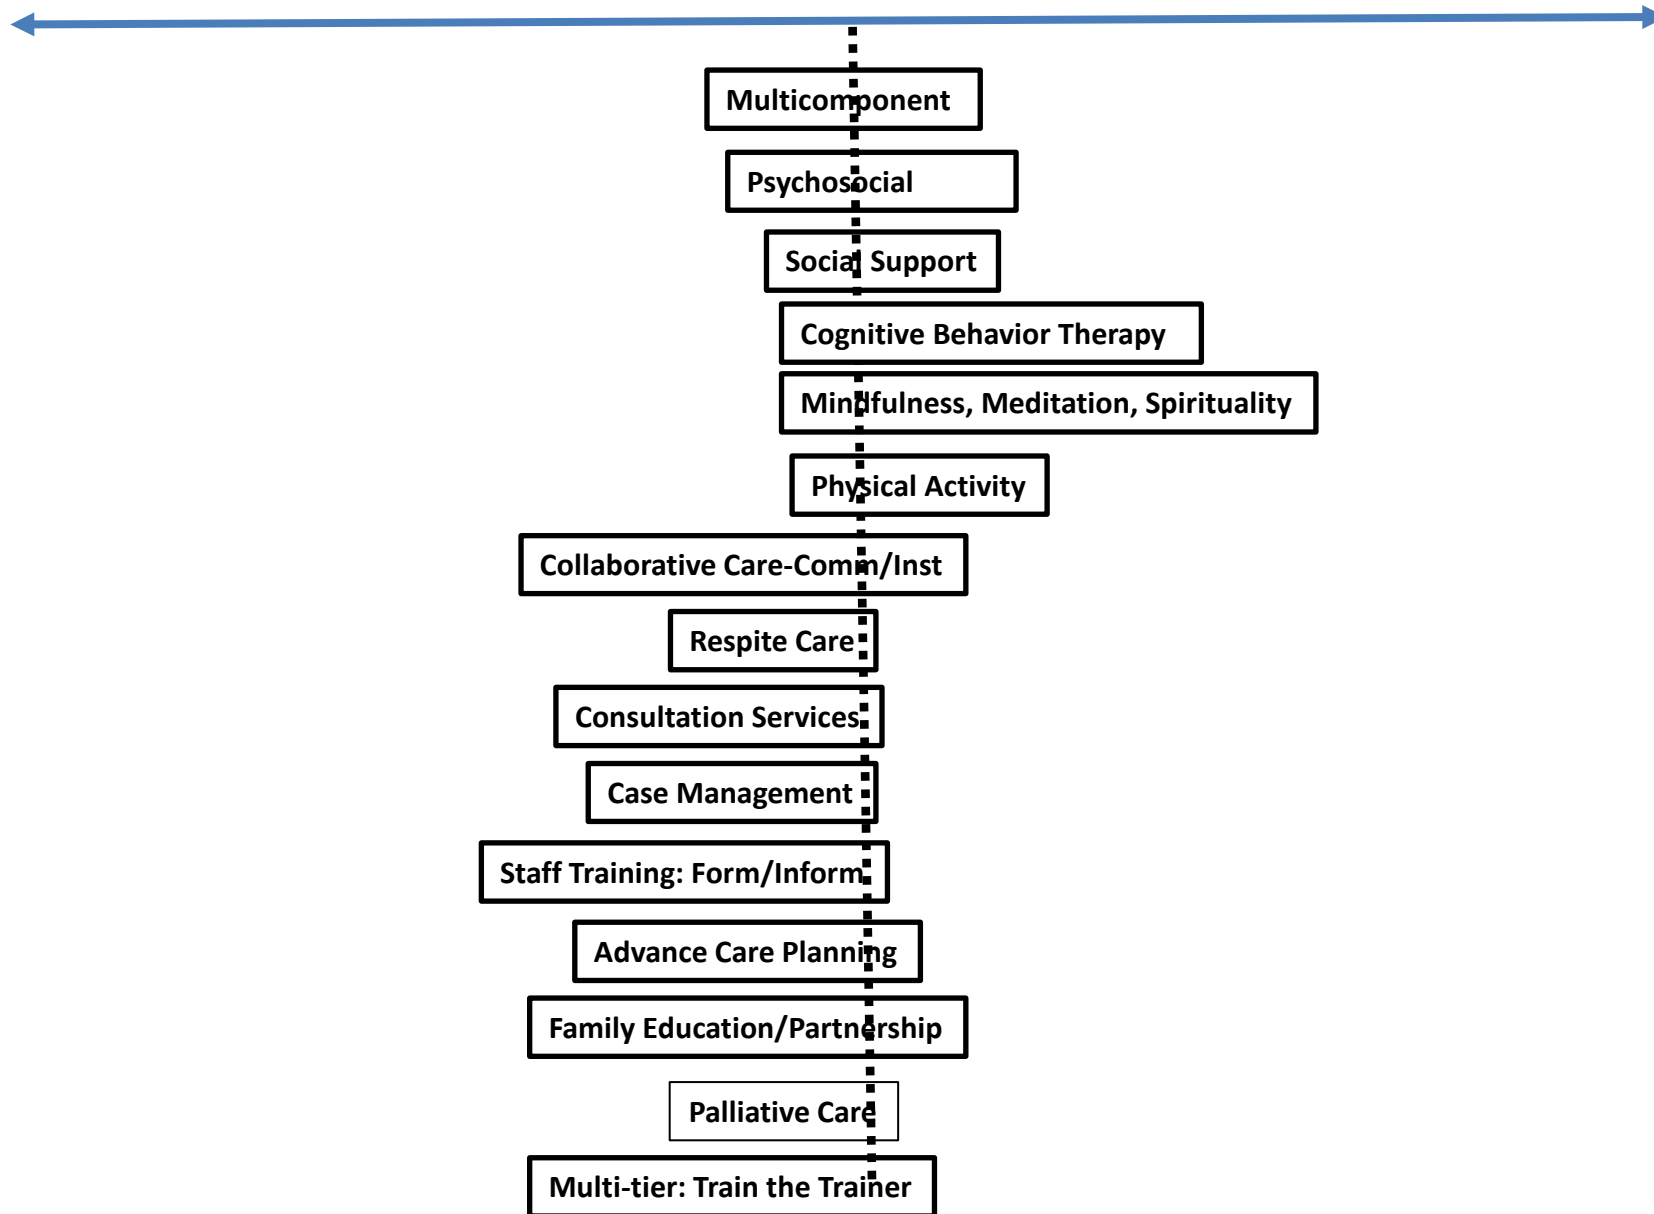 Multicomponent
Psychosocial
Social Support
Cognitive Behavior Therapy
Mindfulness, Meditation, Spirituality
Physical Activity
Collaborative Care-Comm/Inst
Respite Care
Consultation Services
Case Management
Staff Training: Form/Inform
Advance Care Planning
Family Education/Partnership
Palliative Care
Multi-tier: Train the Trainer